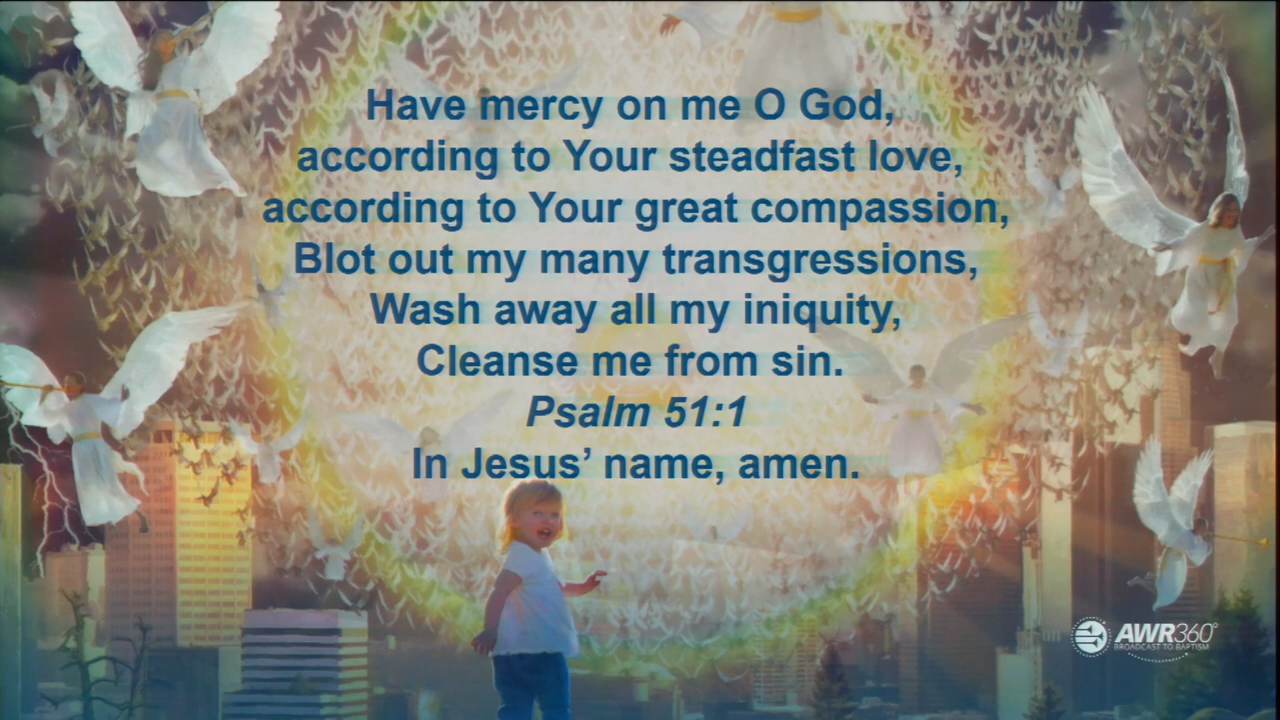 Have mercy on me O God,
according to Your steadfast love,
according to Your great compassion,
Blot out my many transgressions,
Wash away all my iniquity,
Cleanse me from sin.
Psalm 51:1
In Jesus’ name, amen.
AWR360°
BROADCAST TO BAPTISM